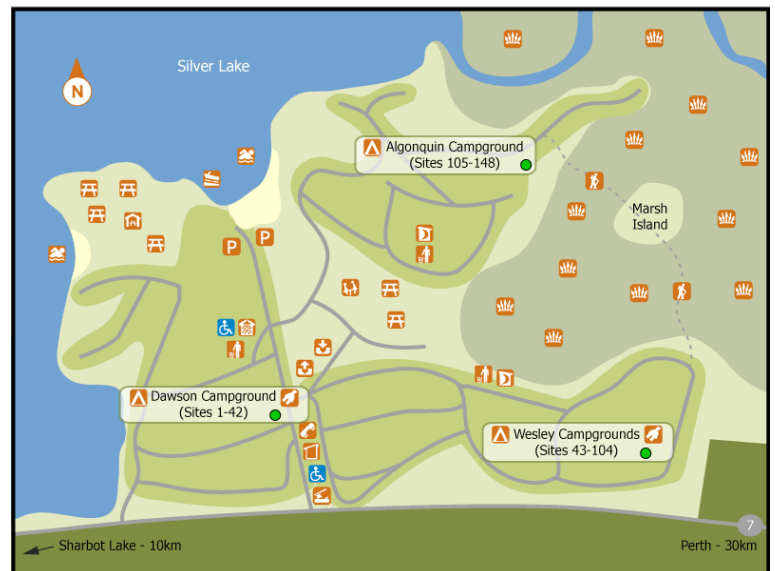 Silver Lake
N
Algonquin Campground
(Sites 105-148)
Marsh
Island
P
P
Dawson Campground
(Sites 1-42)
Wesley Campgrounds
(Sites 43-104)
7
Sharbot Lake - 10km
Perth - 30km